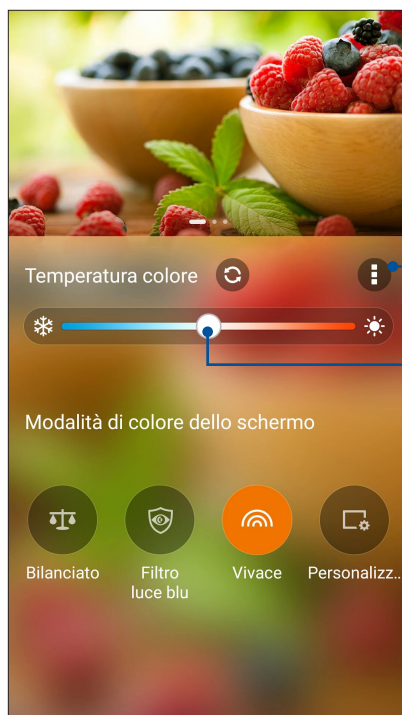 Temperatura colore
Modalità di colore dello schermo
Bilanciato
Filtro
luce blu
Vivace
Personalizz..